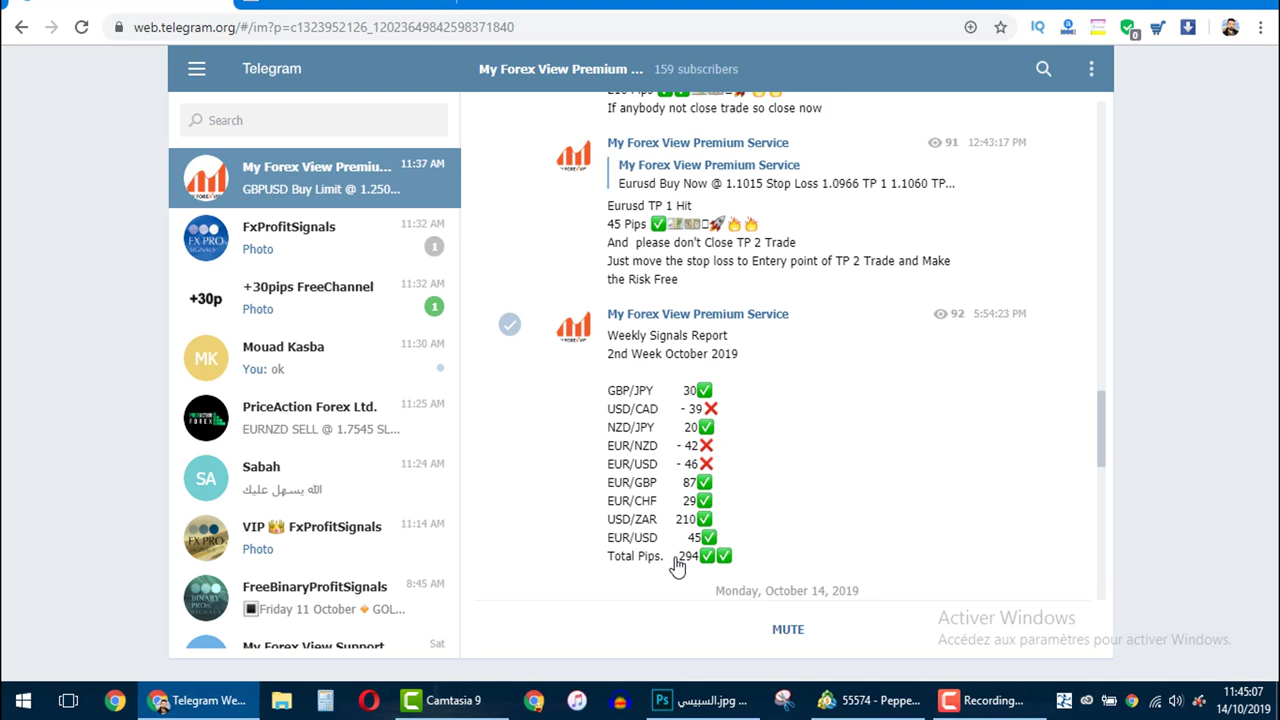 web.telegram.org/#/im?p=c1323952126_12023649842598371840
0
Telegram
My Forex View Premium ... 159 subscribers
Search
My Forex View Premiu... 11:37 AM
GBPUSD Buy Limit @ 1.250...
FxProfitSignals 11:32 AM
Photo 1
+30pips FreeChannel 11:32 AM
+30p
Photo 1
Mouad Kasba 11:30 AM
MK
You: ok
PriceAction Forex Ltd. 11:25 AM
EURNZD SELL @ 1.7545 SL...
Sabah 11:24 AM
SA
الله يسهل عليك
VIP 👑 FxProfitSignals 11:14 AM
Photo
FreeBinaryProfitSignals 8:45 AM
🔳Friday 11 October 🔸GOL...
My Forex View Support Sat
210 Pips ✅✅💵💵🚀🔥🔥
If anybody not close trade so close now
My Forex View Premium Service 91 12:43:17 PM
My Forex View Premium Service
Eurusd Buy Now @ 1.1015 Stop Loss 1.0966 TP 1 1.1060 TP...
Eurusd TP 1 Hit
45 Pips ✅💵💵🚀🔥🔥
And please don't Close TP 2 Trade
Just move the stop loss to Entery point of TP 2 Trade and Make
the Risk Free
My Forex View Premium Service 92 5:54:23 PM
Weekly Signals Report
2nd Week October 2019
GBP/JPY 30✅
USD/CAD - 39❌
NZD/JPY 20✅
EUR/NZD - 42❌
EUR/USD - 46❌
EUR/GBP 87✅
EUR/CHF 29✅
USD/ZAR 210✅
EUR/USD 45✅
Total Pips. 294✅✅
Monday, October 14, 2019
MUTE
Activer Windows
Accédez aux paramètres pour activer Windows.
Telegram We...
Camtasia 9
السبيسي.jpg ...
55574 - Peppe...
Recording...
11:45:07
14/10/2019